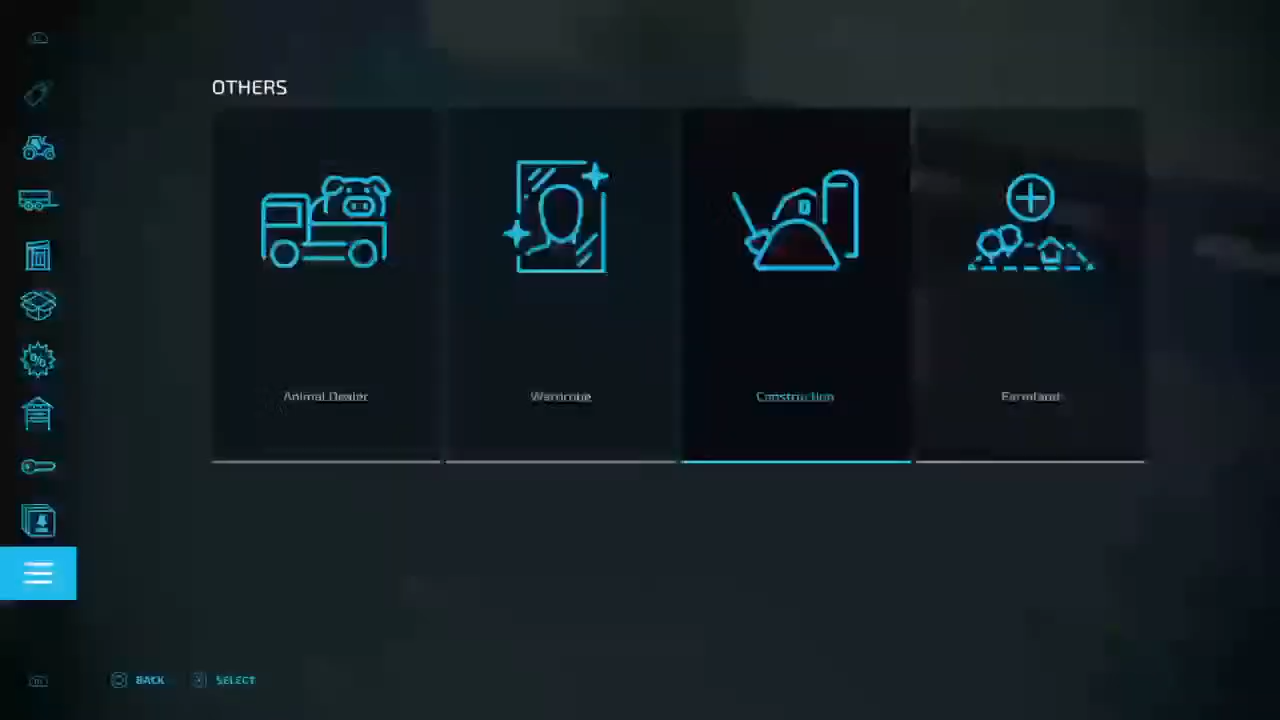 OTHERS
Animal Dealer
Wardrobe
Construction
Farmland
BACK
SELECT